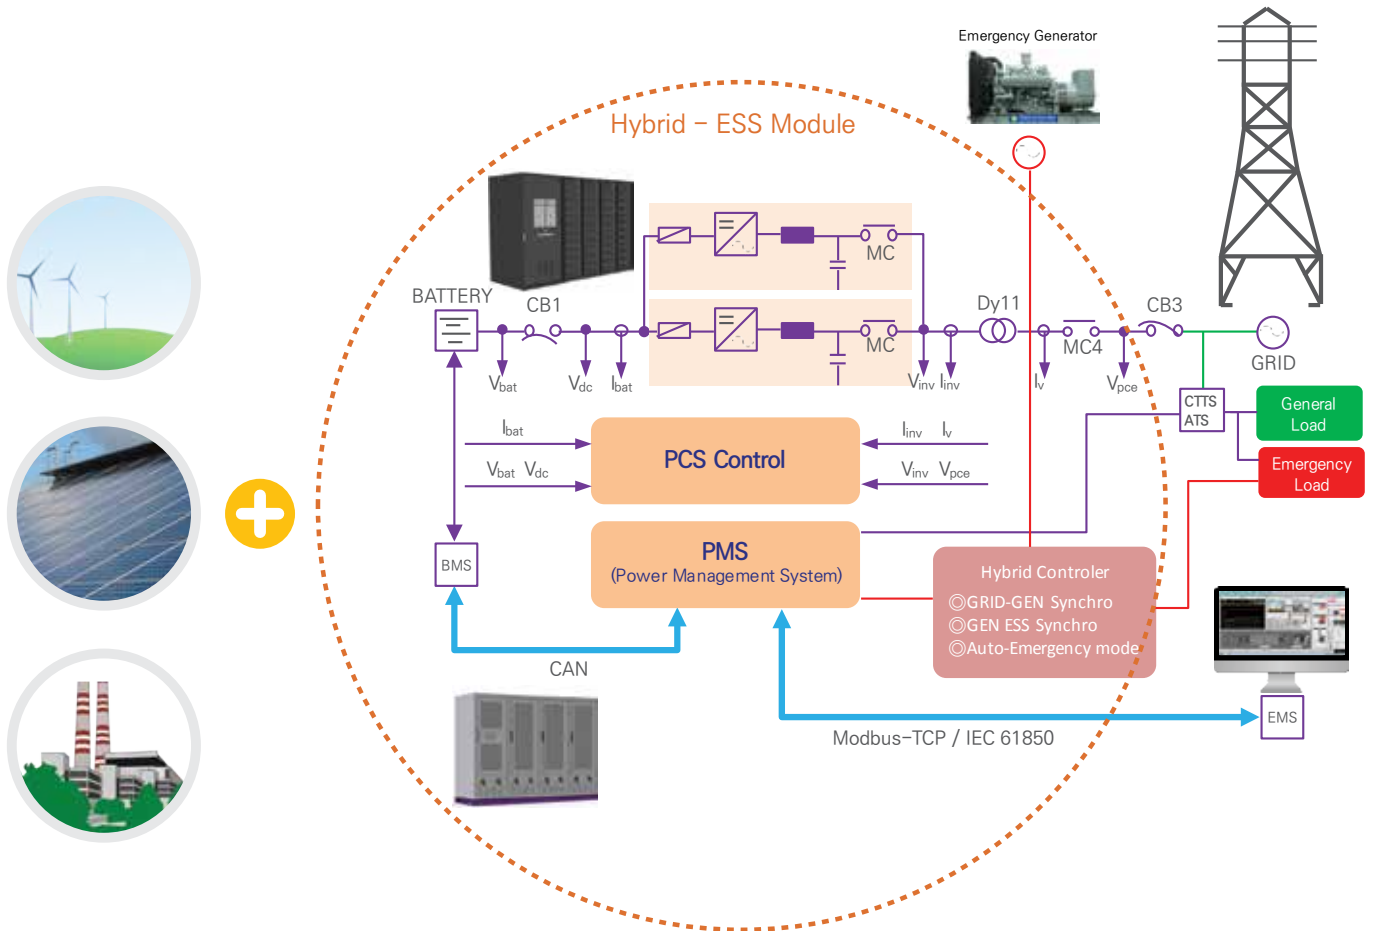 Emergency Generator
Hybrid – ESS Module
BATTERY
CB1
MC
MC
Dy11
MC4
CB3
GRID
Vbat
Vdc
Ibat
Vinv
Iinv
Iv
Vpce
CTTS
ATS
General
Load
Emergency
Load
Ibat
Vbat Vdc
PCS Control
Iinv Iv
Vinv Vpce
PMS
(Power Management System)
BMS
Hybrid Controler
◎GRID-GEN Synchro
◎GEN ESS Synchro
◎Auto-Emergency mode
CAN
EMS
Modbus–TCP / IEC 61850